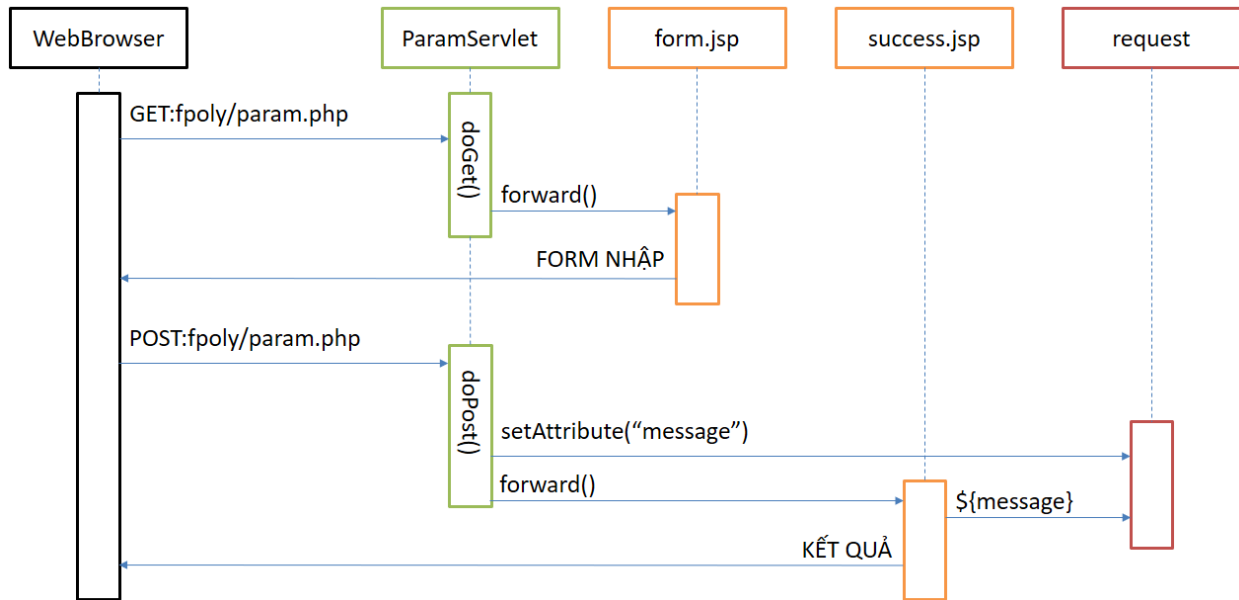 WebBrowser
ParamServlet
form.jsp
success.jsp
request
GET:fpoly/param.php
doGet()
forward()
FORM NHẬP
POST:fpoly/param.php
doPost()
setAttribute(“message”)
forward()
${message}
KẾT QUẢ